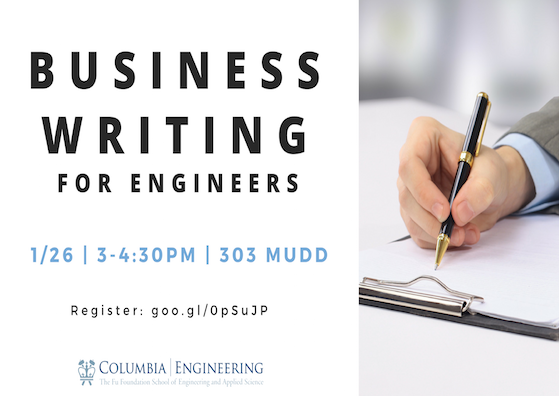 BUSINESS
WRITING
FOR ENGINEERS
1/26 | 3-4:30PM | 303 MUDD
Register: goo.gl/0pSuJP
COLUMBIA | ENGINEERING
The Fu Foundation School of Engineering and Applied Science